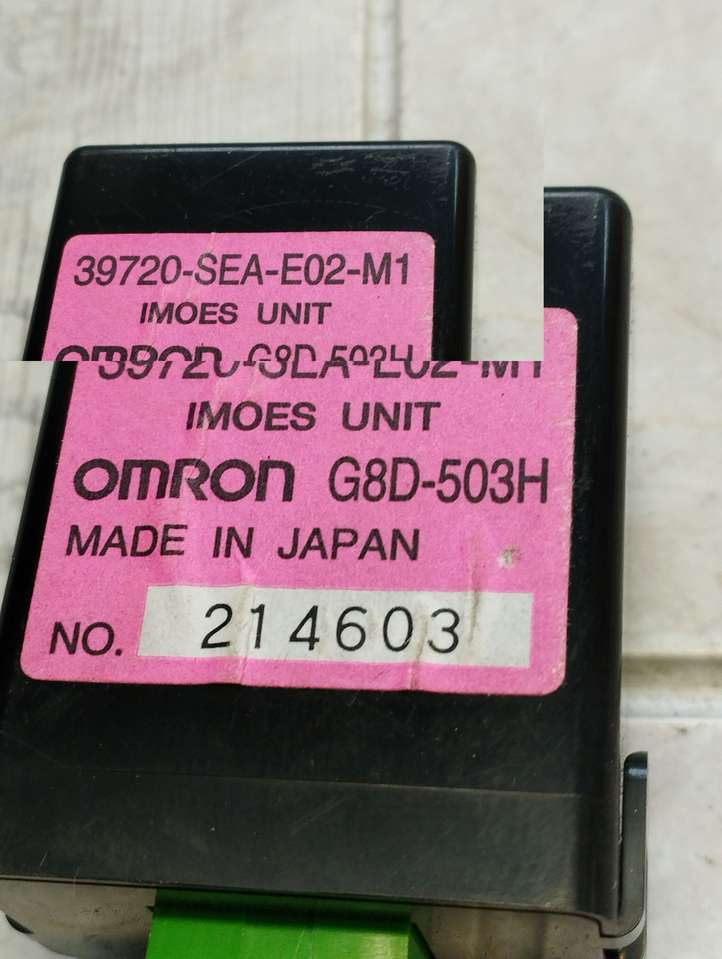 39720-SEA-E02-M1
IMOES UNIT
IMOES UNIT
OMRON G8D-503H
MADE IN JAPAN
NO. 214603